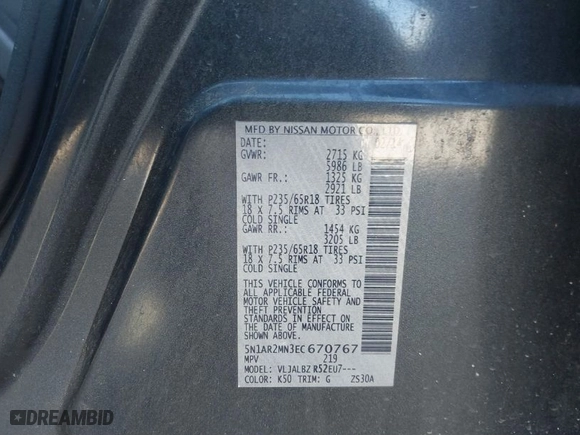 MFD BY NISSAN MOTOR CO., LTD.
DATE: 03/14
GVWR: 2715 KG
5986 LB
GAWR FR.: 1325 KG
2921 LB
WITH P235/65R18 TIRES
18 X 7.5 RIMS AT 33 PSI
COLD SINGLE
GAWR RR.: 1454 KG
3205 LB
WITH P235/65R18 TIRES
18 X 7.5 RIMS AT 33 PSI
COLD SINGLE
THIS VEHICLE CONFORMS TO
ALL APPLICABLE FEDERAL
MOTOR VEHICLE SAFETY AND
THEFT PREVENTION
STANDARDS IN EFFECT ON
THE DATE OF MANUFACTURE
SHOWN ABOVE.
5N1AR2MN3EC670767
MPV 219
MODEL: VLJALBZ R52EU7---
COLOR: K50 TRIM: G ZS30A
DREAMBID